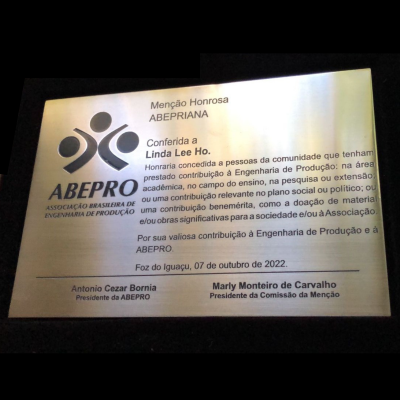 Menção Honrosa
ABEPRIANA
Conferida a
Linda Lee Ho.
Honraria concedida a pessoas da comunidade que tenham
prestado contribuição à Engenharia de Produção: na área
académica, no campo do ensino, na pesquisa ou extensão;
ou uma contribuição relevante no plano social ou político; ou
uma contribuição benemérita, como a doação de material
e/ou obras significativas para a sociedade e/ou à Associação.
Por sua valiosa contribuição à Engenharia de Produção e à
ABEPRO.
Foz do Iguaçu, 07 de outubro de 2022.
ABEPRO
ASSOCIAÇÃO BRASILEIRA DE
ENGENHARIA DE PRODUÇÃO
Antonio Cezar Bornia
Presidente da ABEPRO
Marly Monteiro de Carvalho
Presidente da Comissão da Menção